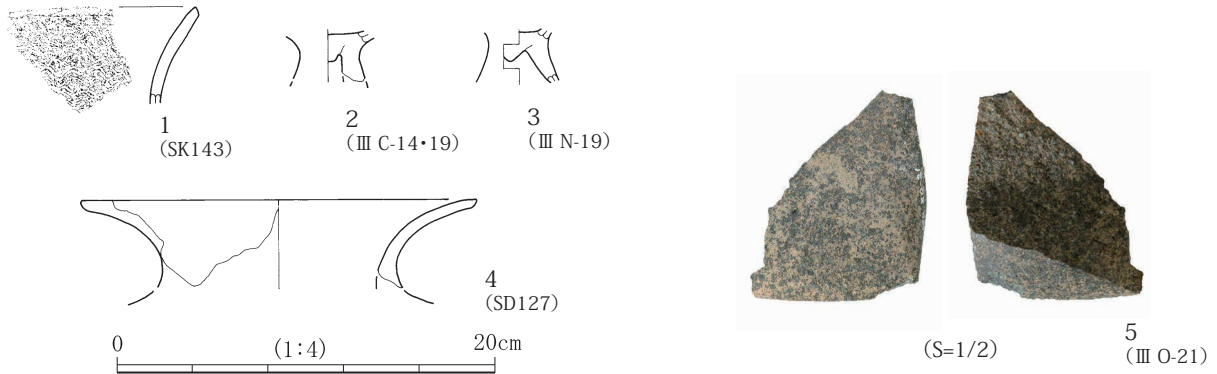 1
(SK143)
2
(Ⅲ C-14•19)
3
(Ⅲ N-19)
4
(SD127)
0 (1:4) 20cm
(S=1/2)
5
(Ⅲ O-21)